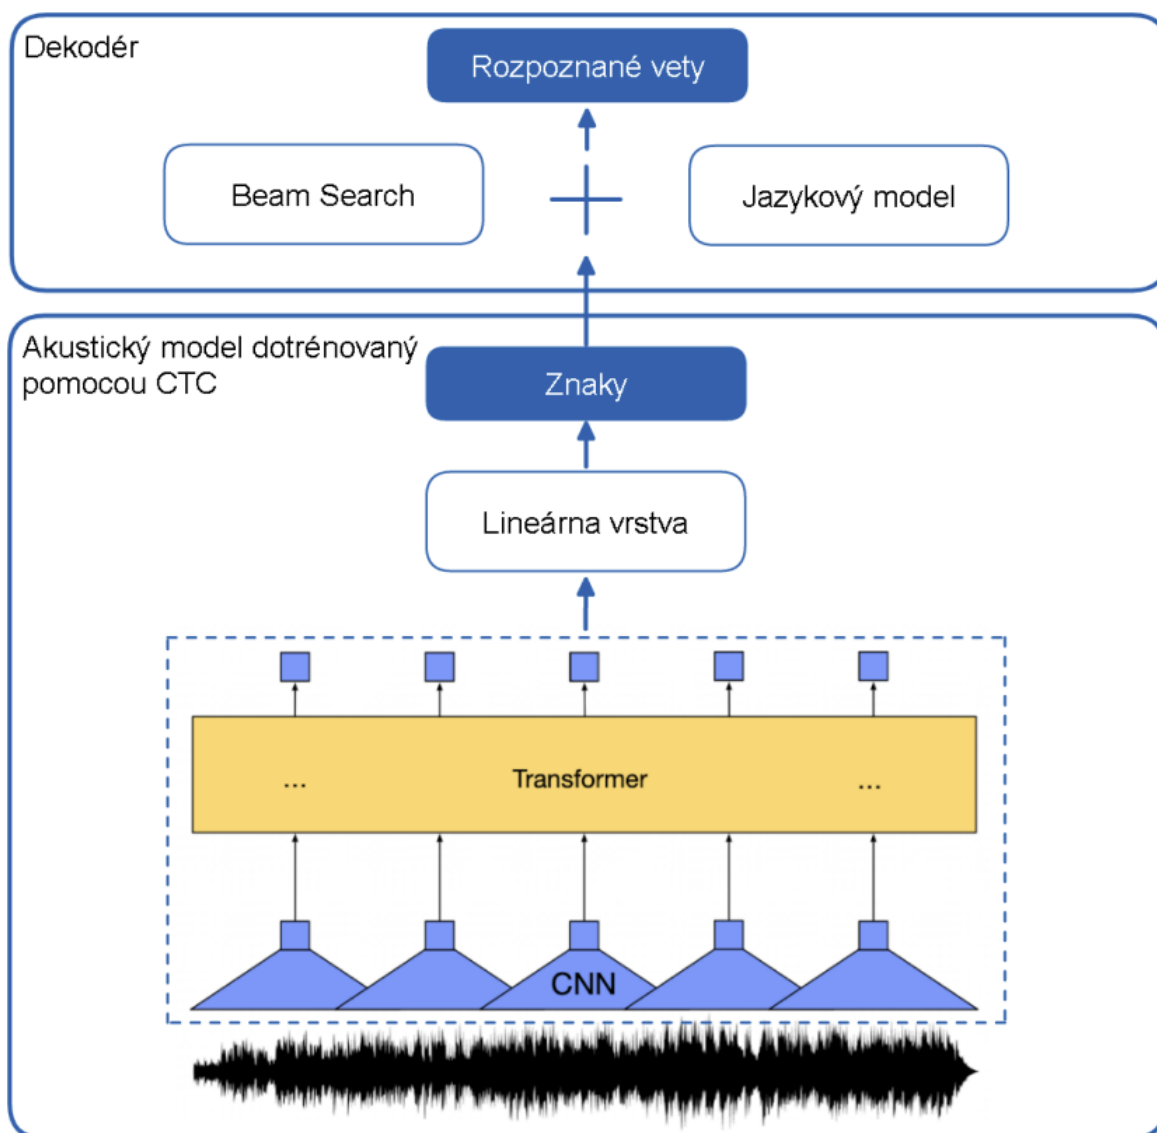 Dekodér
Rozpoznané vety
Beam Search
Jazykový model
Akustický model dotrénovaný
pomocou CTC
Znaky
Lineárna vrstva
... Transformer ...
CNN